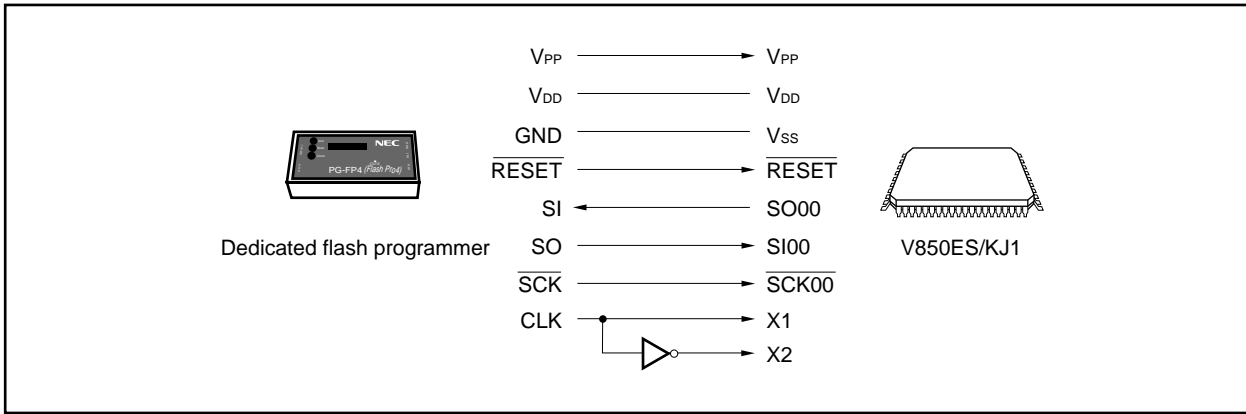 VPP VPP
VDD VDD
GND VSS
RESET RESET
SI SO00
SO SI00
SCK SCK00
CLK X1
X2
NEC
PG-FP4 (Flash Pro4)
Dedicated flash programmer
V850ES/KJ1